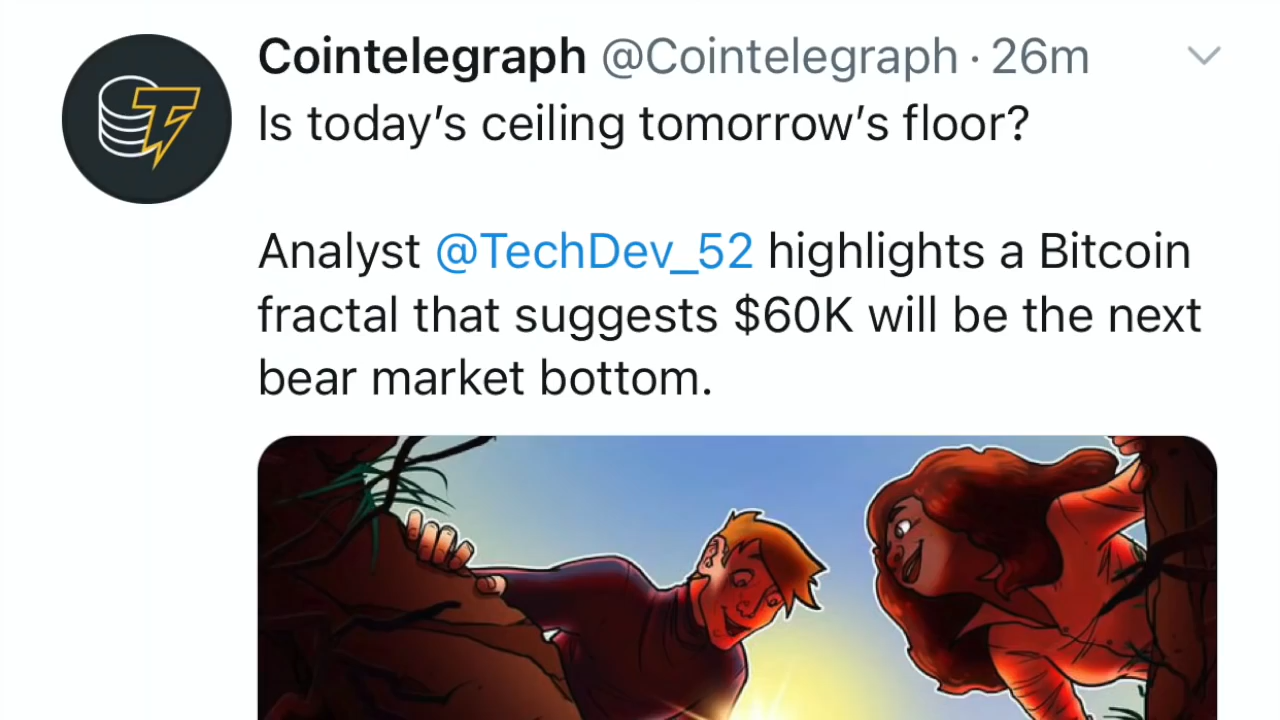 Cointelegraph @Cointelegraph · 26m
Is today’s ceiling tomorrow’s floor?
Analyst @TechDev_52 highlights a Bitcoin
fractal that suggests $60K will be the next
bear market bottom.